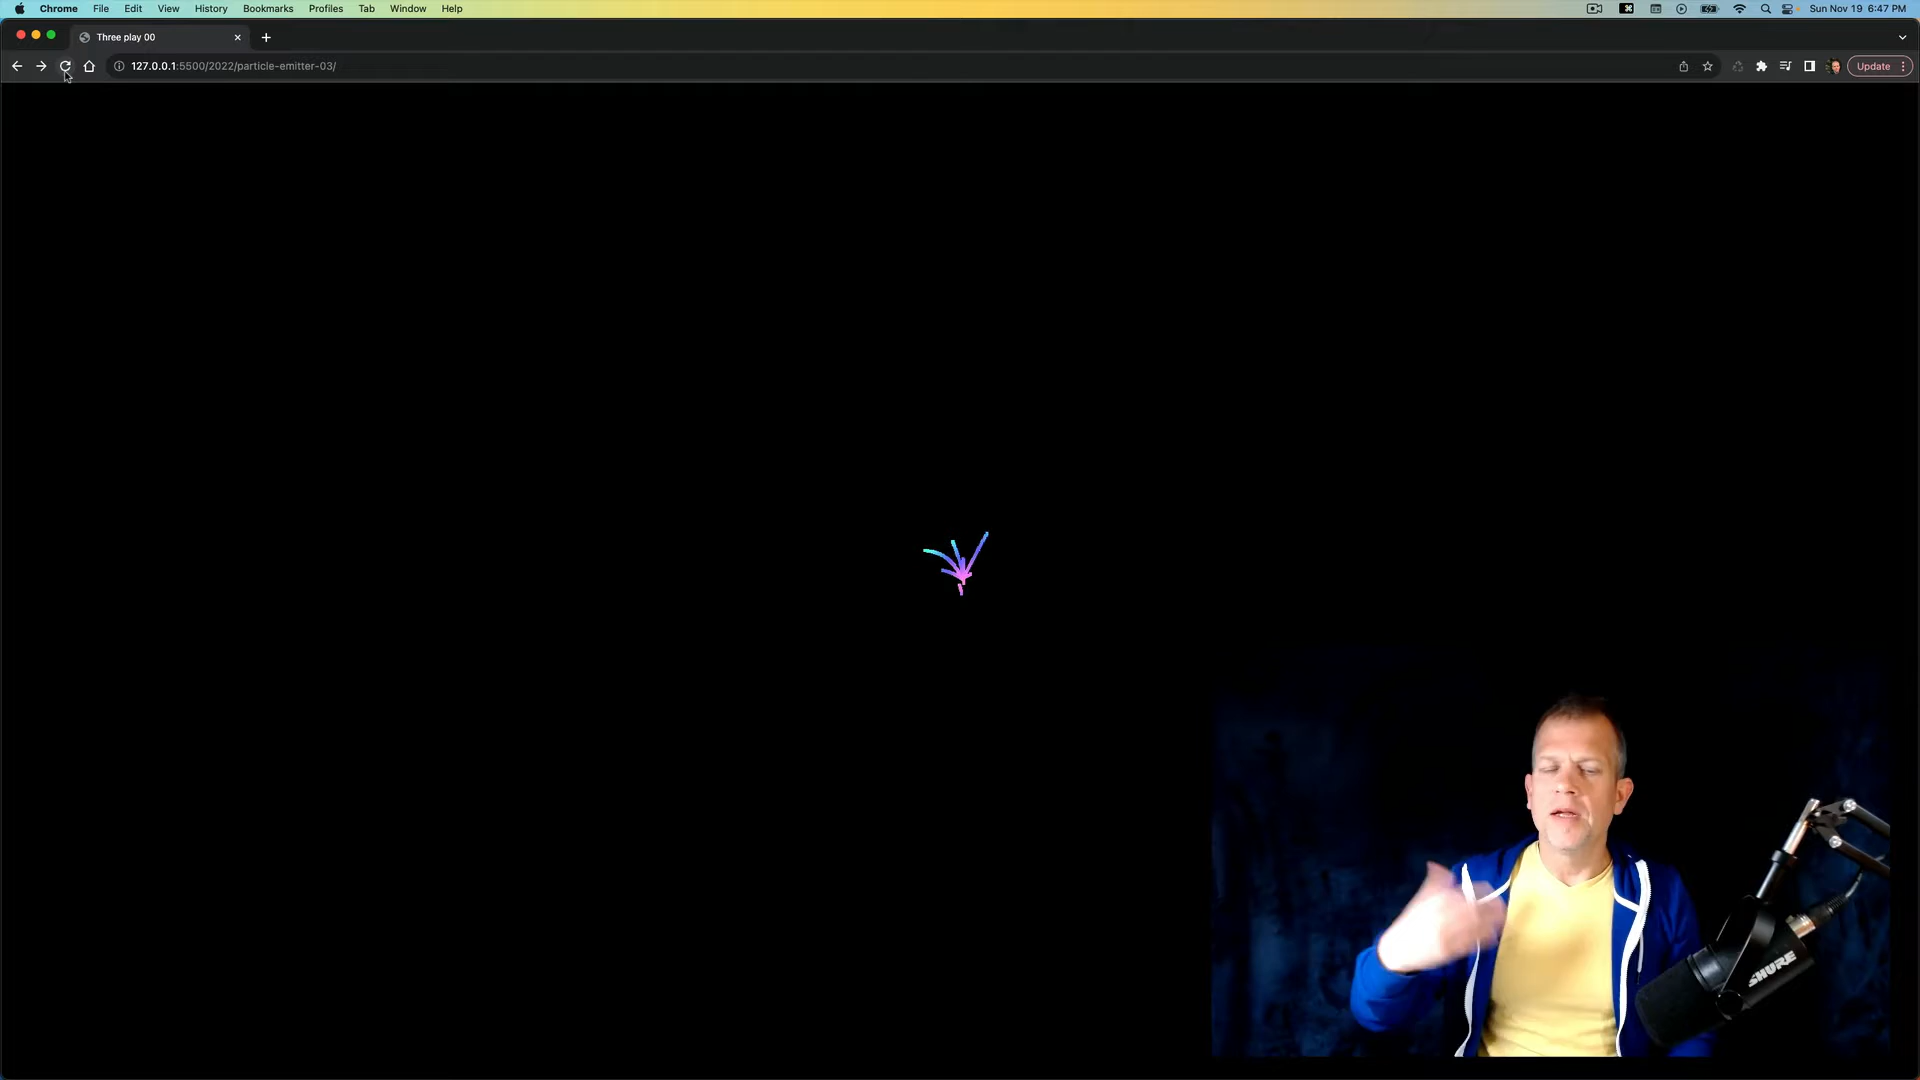 Chrome File Edit View History Bookmarks Profiles Tab Window Help Sun Nov 19 6:47 PM
Three play 00
127.0.0.1:5500/2022/particle-emitter-03/ Update
SHURE